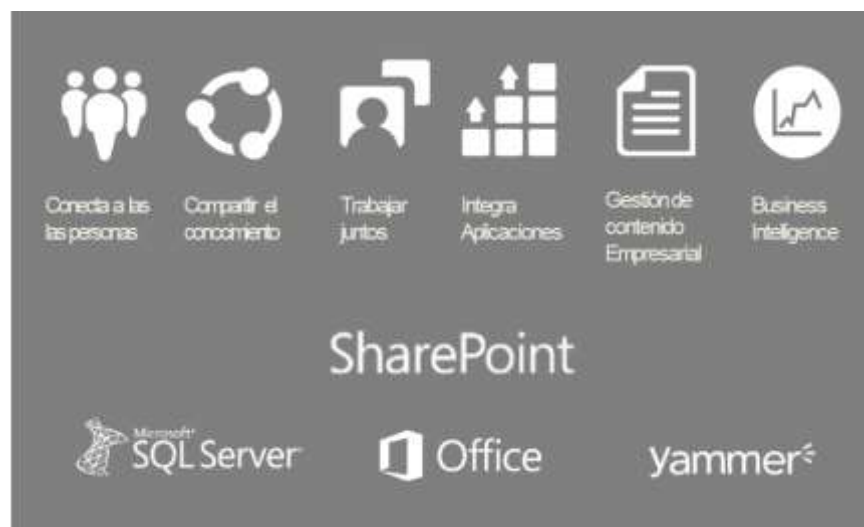 Conecta a las
las personas
Compartir el
conocimiento
Trabajar
juntos
Integra
Aplicaciones
Gestión de
contenido
Empresarial
Business
Intelligence
SharePoint
Microsoft®
SQL Server
Office
yammer